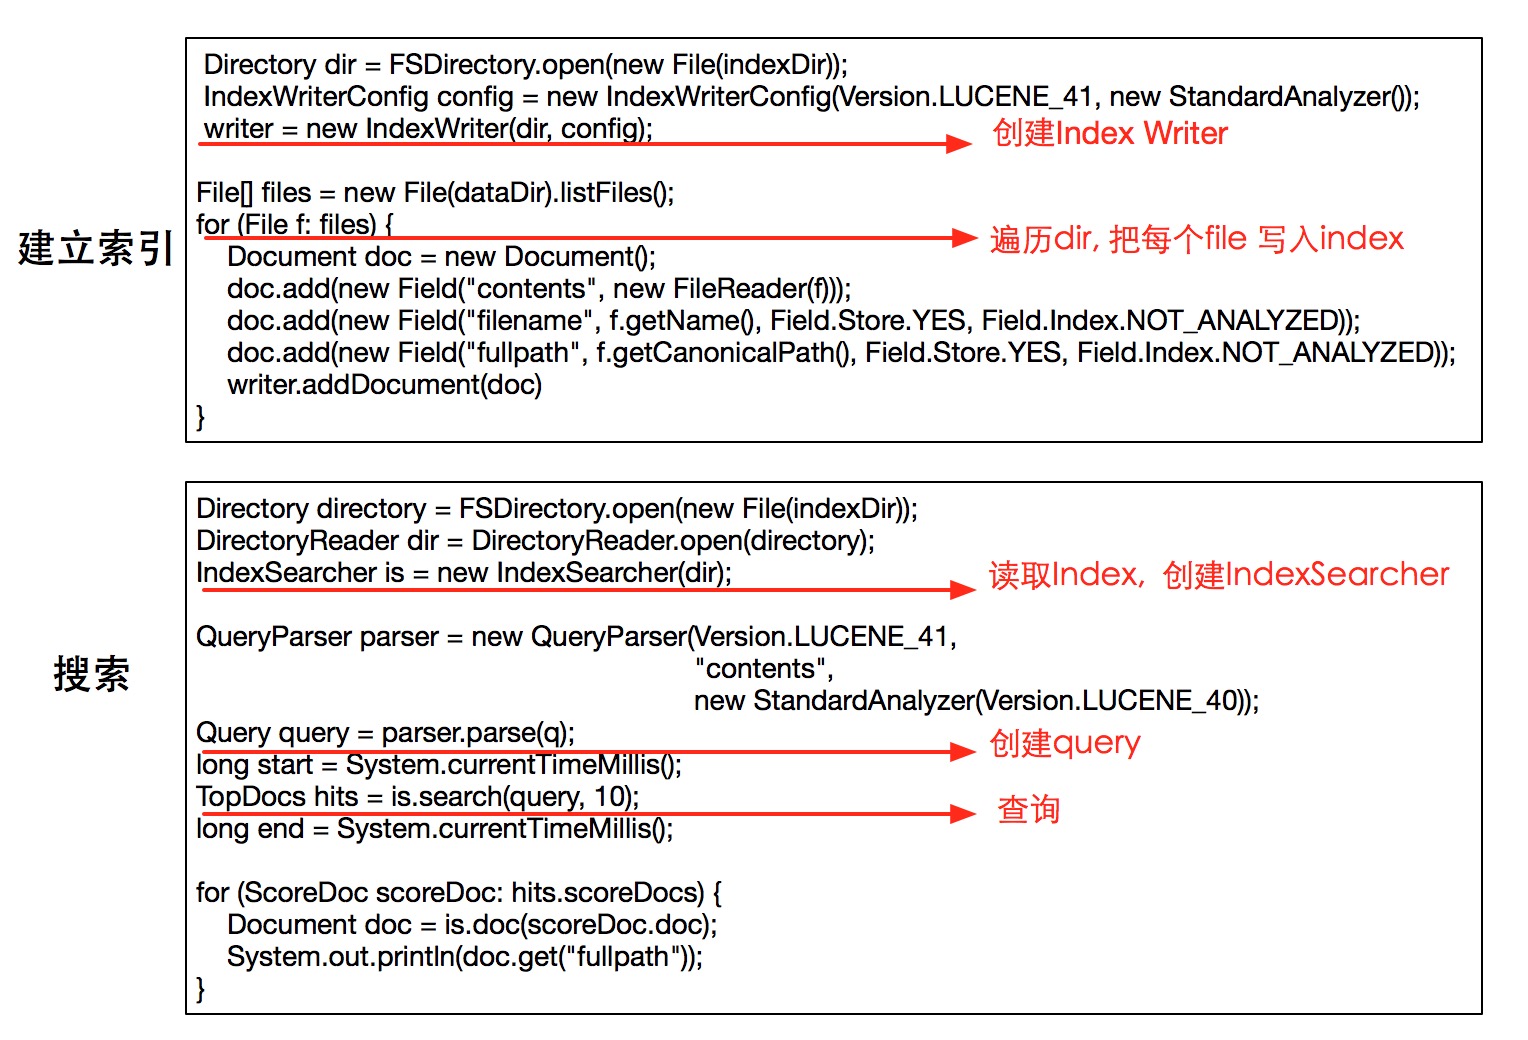 Directory dir = FSDirectory.open(new File(indexDir));
IndexWriterConfig config = new IndexWriterConfig(Version.LUCENE_41, new StandardAnalyzer());
writer = new IndexWriter(dir, config);
创建Index Writer
File[] files = new File(dataDir).listFiles();
for (File f: files) {
建立索引
遍历dir, 把每个file 写入index
Document doc = new Document();
doc.add(new Field("contents", new FileReader(f)));
doc.add(new Field("filename", f.getName(), Field.Store.YES, Field.Index.NOT_ANALYZED));
doc.add(new Field("fullpath", f.getCanonicalPath(), Field.Store.YES, Field.Index.NOT_ANALYZED));
writer.addDocument(doc)
}
Directory directory = FSDirectory.open(new File(indexDir));
DirectoryReader dir = DirectoryReader.open(directory);
IndexSearcher is = new IndexSearcher(dir);
读取Index, 创建IndexSearcher
QueryParser parser = new QueryParser(Version.LUCENE_41,
"contents",
搜索
new StandardAnalyzer(Version.LUCENE_40));
Query query = parser.parse(q);
创建query
long start = System.currentTimeMillis();
TopDocs hits = is.search(query, 10);
查询
long end = System.currentTimeMillis();
for (ScoreDoc scoreDoc: hits.scoreDocs) {
Document doc = is.doc(scoreDoc.doc);
System.out.println(doc.get("fullpath"));
}